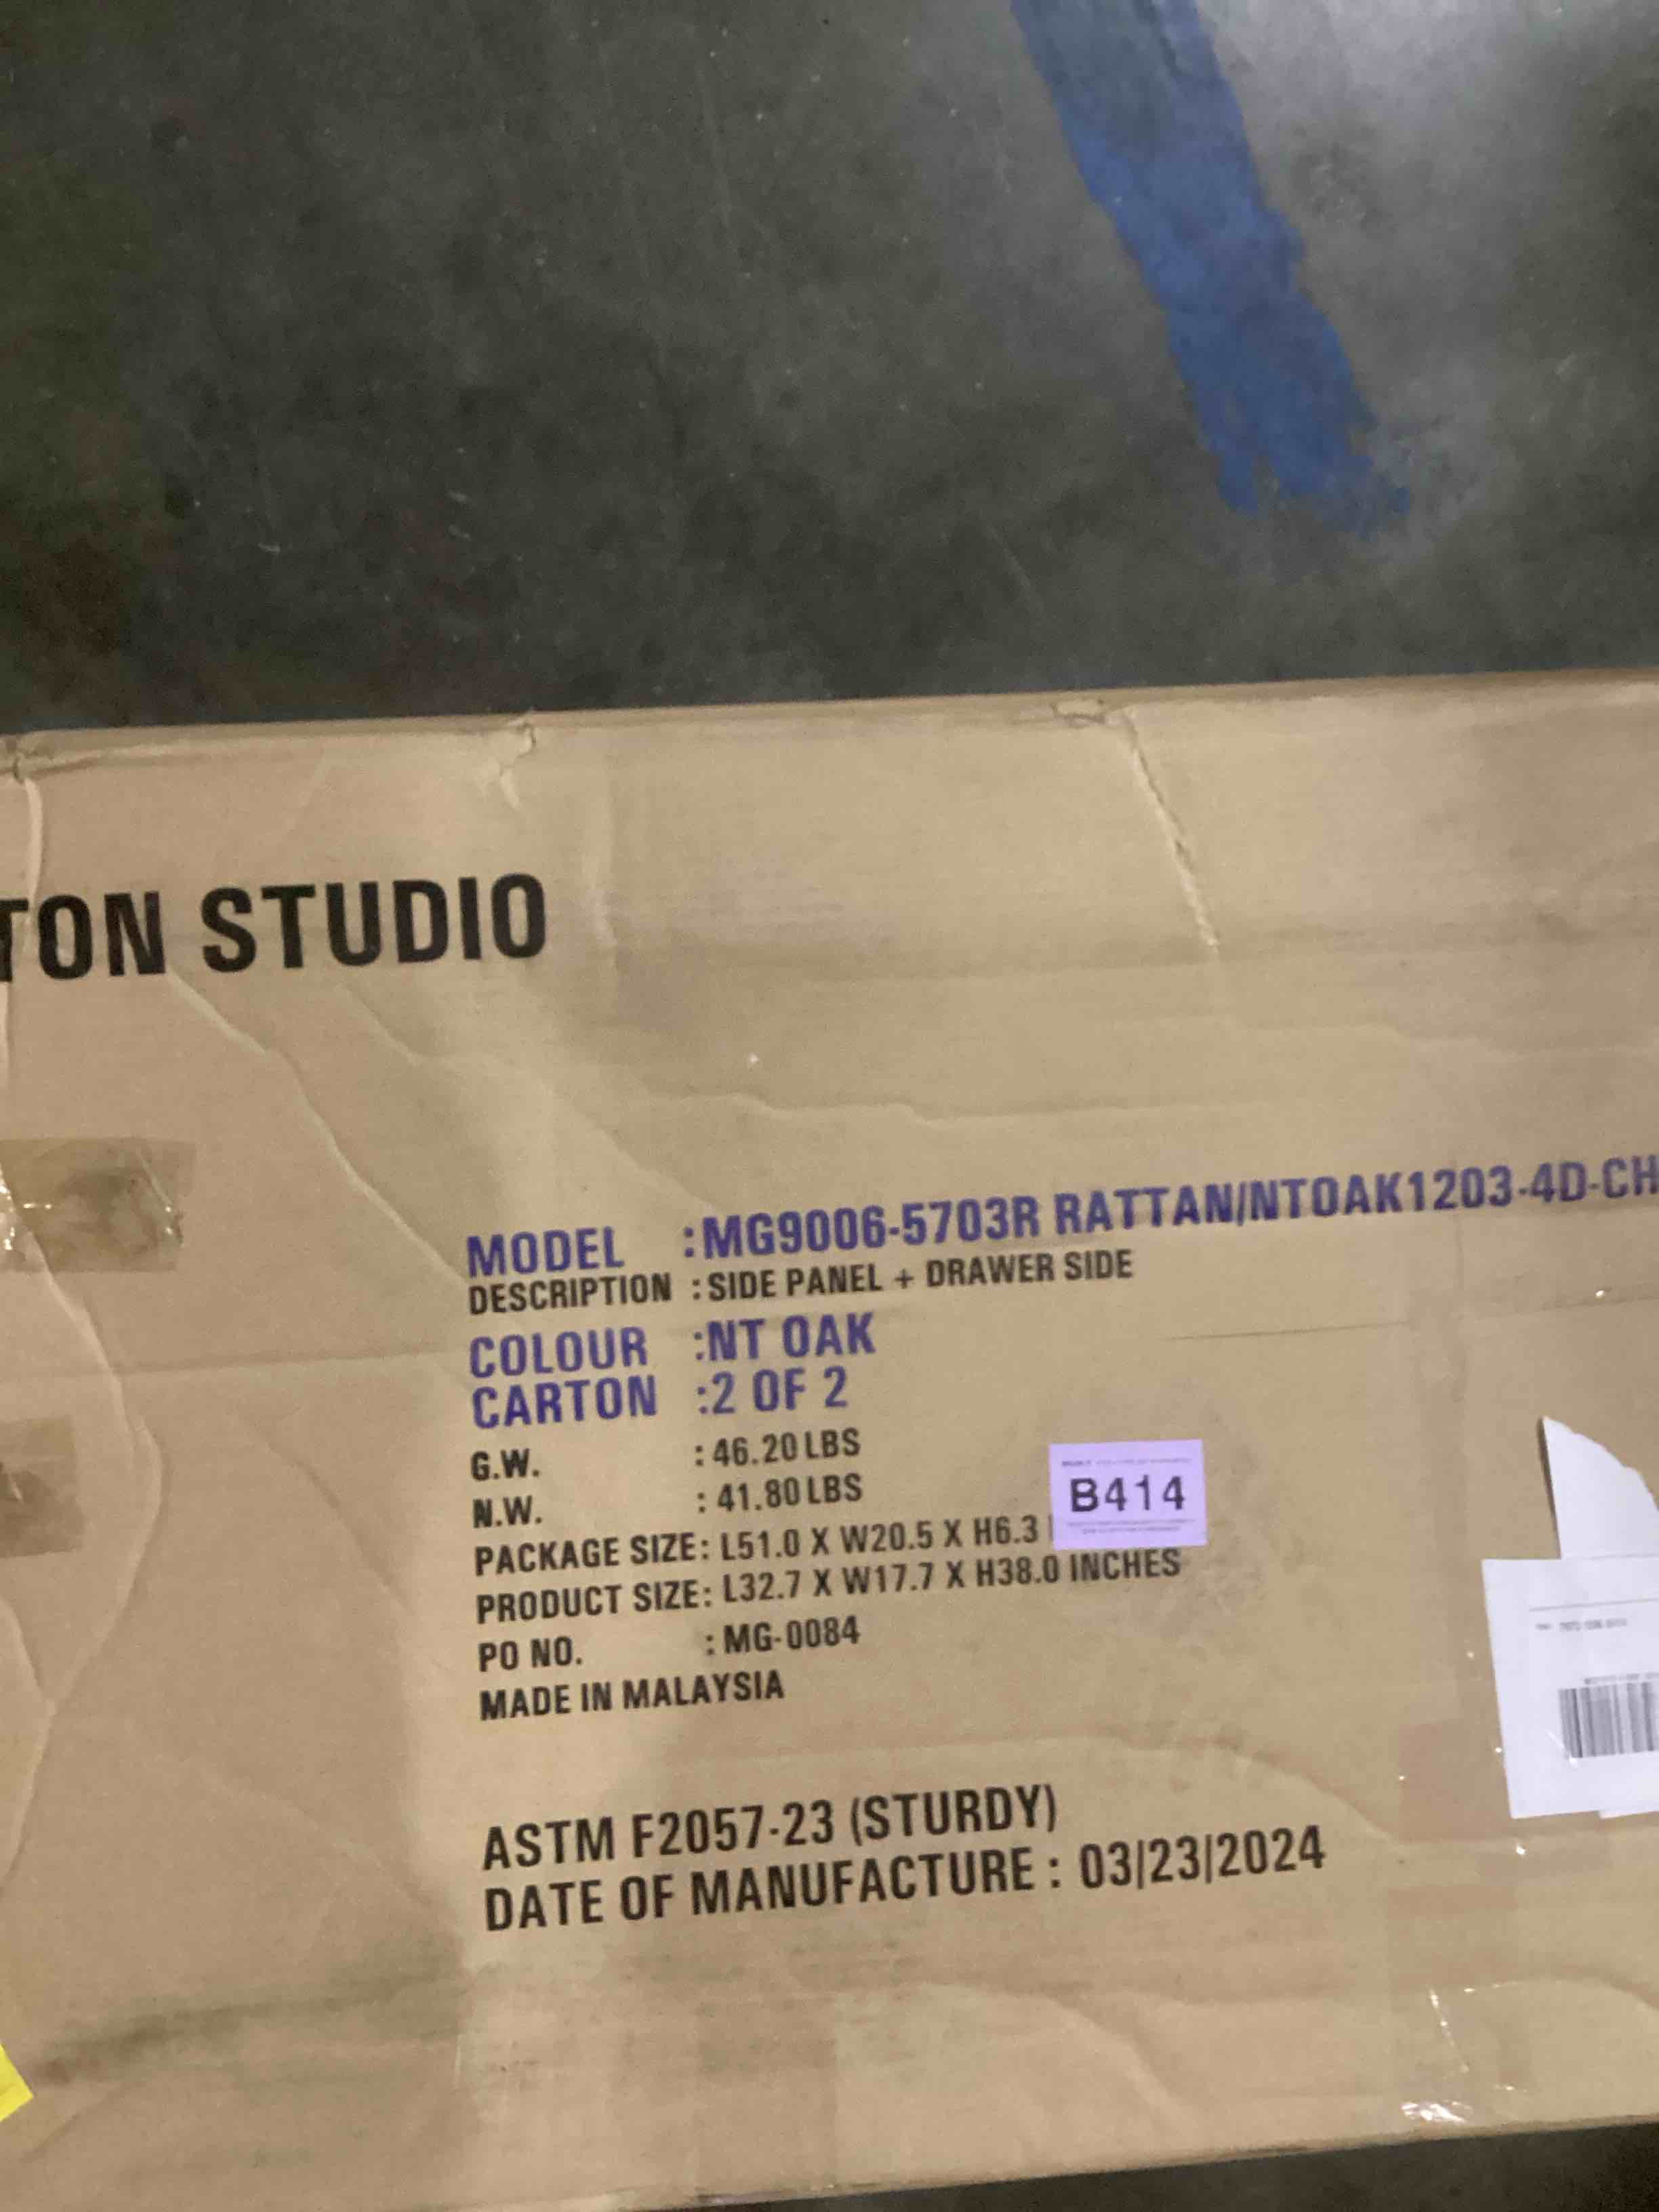 TON STUDIO
MODEL :MG9006-5703R RATTAN/NTOAK1203-4D-CH
DESCRIPTION : SIDE PANEL + DRAWER SIDE
COLOUR :NT OAK
CARTON :2 OF 2
G.W. : 46.20 LBS
N.W. : 41.80 LBS
B414
PACKAGE SIZE: L51.0 X W20.5 X H6.3
PRODUCT SIZE: L32.7 X W17.7 X H38.0 INCHES
PO NO. : MG-0084
MADE IN MALAYSIA
ASTM F2057-23 (STURDY)
DATE OF MANUFACTURE : 03/23/2024